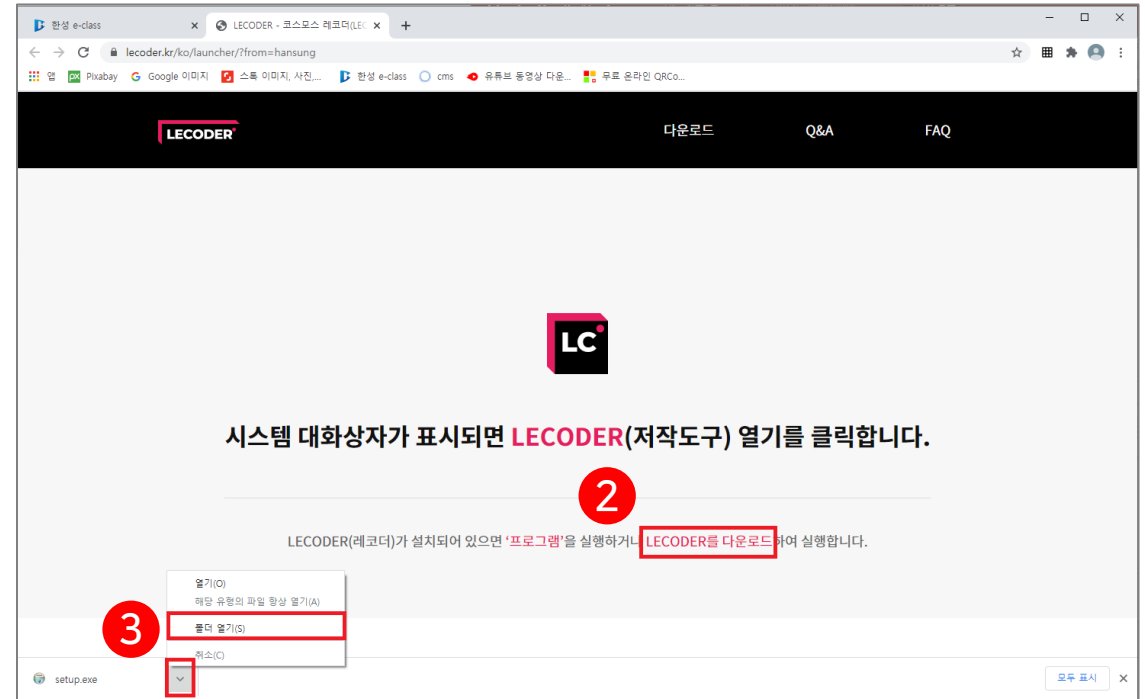 한성 e-class
LECODER - 코스모스 레코더(LEC
lecoder.kr/ko/launcher/?from=hansung
앱 Pixabay Google 이미지 스톡 이미지, 사진,... 한성 e-class cms 유튜브 동영상 다운... 무료 온라인 QRCo...
LECODER 다운로드 Q&A FAQ
LC
시스템 대화상자가 표시되면 LECODER(저작도구) 열기를 클릭합니다.
2
LECODER(레코더)가 설치되어 있으면 '프로그램'을 실행하거나 LECODER를 다운로드하여 실행합니다.
열기(O)
해당 유형의 파일 항상 열기(A)
3
폴더 열기(S)
취소(C)
setup.exe
모두 표시